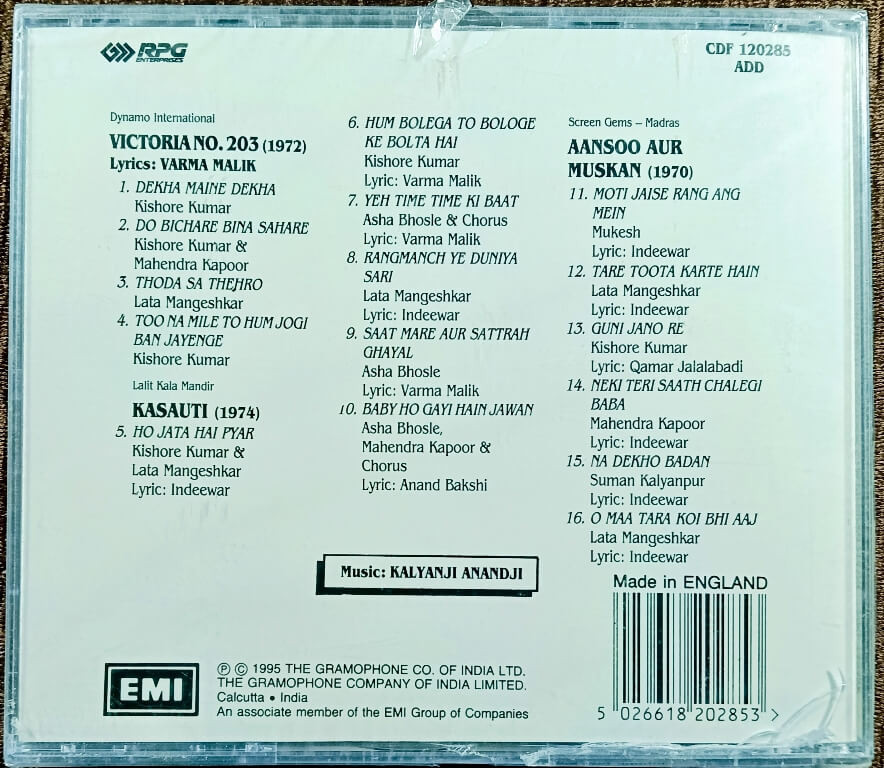 RPG
ENTERPRISES
CDF 120285
ADD
Dynamo International
VICTORIA NO. 203 (1972)
Lyrics: VARMA MALIK
1. DEKHA MAINE DEKHA
Kishore Kumar
2. DO BICHARE BINA SAHARE
Kishore Kumar &
Mahendra Kapoor
3. THODA SA THEHRO
Lata Mangeshkar
4. TOO NA MILE TO HUM JOGI
BAN JAYENGE
Kishore Kumar
Lalit Kala Mandir
KASAUTI (1974)
5. HO JATA HAI PYAR
Kishore Kumar &
Lata Mangeshkar
Lyric: Indeewar
6. HUM BOLEGA TO BOLOGE
KE BOLTA HAI
Kishore Kumar
Lyric: Varma Malik
7. YEH TIME TIME KI BAAT
Asha Bhosle & Chorus
Lyric: Varma Malik
8. RANGMANCH YE DUNIYA
SARI
Lata Mangeshkar
Lyric: Indeewar
9. SAAT MARE AUR SATTRAH
GHAYAL
Asha Bhosle
Lyric: Varma Malik
10. BABY HO GAYI HAIN JAWAN
Asha Bhosle,
Mahendra Kapoor &
Chorus
Lyric: Anand Bakshi
Screen Gems – Madras
AANSOO AUR
MUSKAN (1970)
11. MOTI JAISE RANG ANG
MEIN
Mukesh
Lyric: Indeewar
12. TARE TOOTA KARTE HAIN
Lata Mangeshkar
Lyric: Indeewar
13. GUNI JANO RE
Kishore Kumar
Lyric: Qamar Jalalabadi
14. NEKI TERI SAATH CHALEGI
BABA
Mahendra Kapoor
Lyric: Indeewar
15. NA DEKHO BADAN
Suman Kalyanpur
Lyric: Indeewar
16. O MAA TARA KOI BHI AAJ
Lata Mangeshkar
Lyric: Indeewar
Music: KALYANJI ANANDJI
Made in ENGLAND
EMI
℗ © 1995 THE GRAMOPHONE CO. OF INDIA LTD.
THE GRAMOPHONE COMPANY OF INDIA LIMITED.
Calcutta • India
An associate member of the EMI Group of Companies
5 026618 202853 >